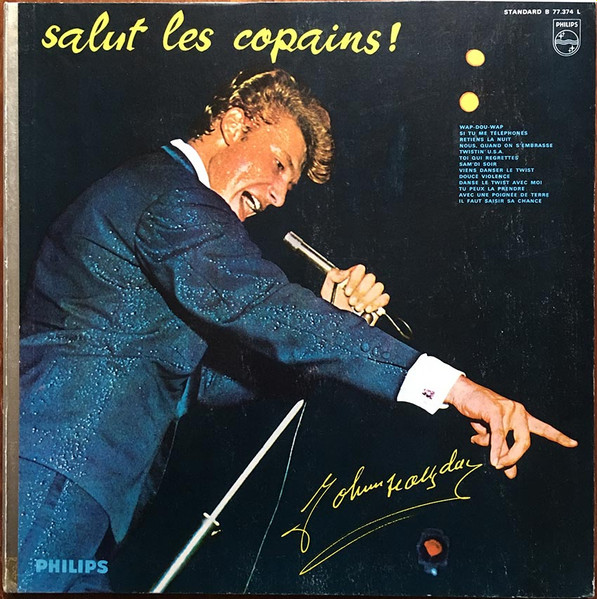 salut les copains!
STANDARD B 77.374 L
PHILIPS
WAP-DOU-WAP
SI TU ME TÉLÉPHONES
RETIENS LA NUIT
NOUS, QUAND ON S'EMBRASSE
TWISTIN' U.S.A.
TOI QUI REGRETTES
SAM'DI SOIR
VIENS DANSER LE TWIST
DOUCE VIOLENCE
DANSE LE TWIST AVEC MOI
TU PEUX LA PRENDRE
AVEC UNE POIGNÉE DE TERRE
IL FAUT SAISIR SA CHANCE
Johnny Hallyday
PHILIPS